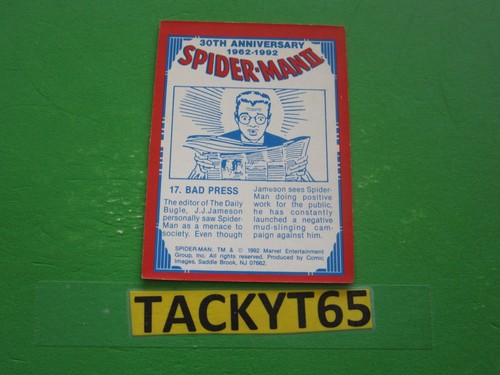 30TH ANNIVERSARY
1962-1992
SPIDER-MAN II
17. BAD PRESS
The editor of The Daily
Bugle, J.J.Jameson
personally saw Spider-
Man as a menace to
society. Even though
Jameson sees Spider-
Man doing positive
work for the public,
he has constantly
launched a negative
mud-slinging cam-
paign against him.
SPIDER-MAN: TM & © 1992 Marvel Entertainment
Group, Inc. All rights reserved. Produced by Comic
Images, Saddle Brook, NJ 07662.
TACKYT65